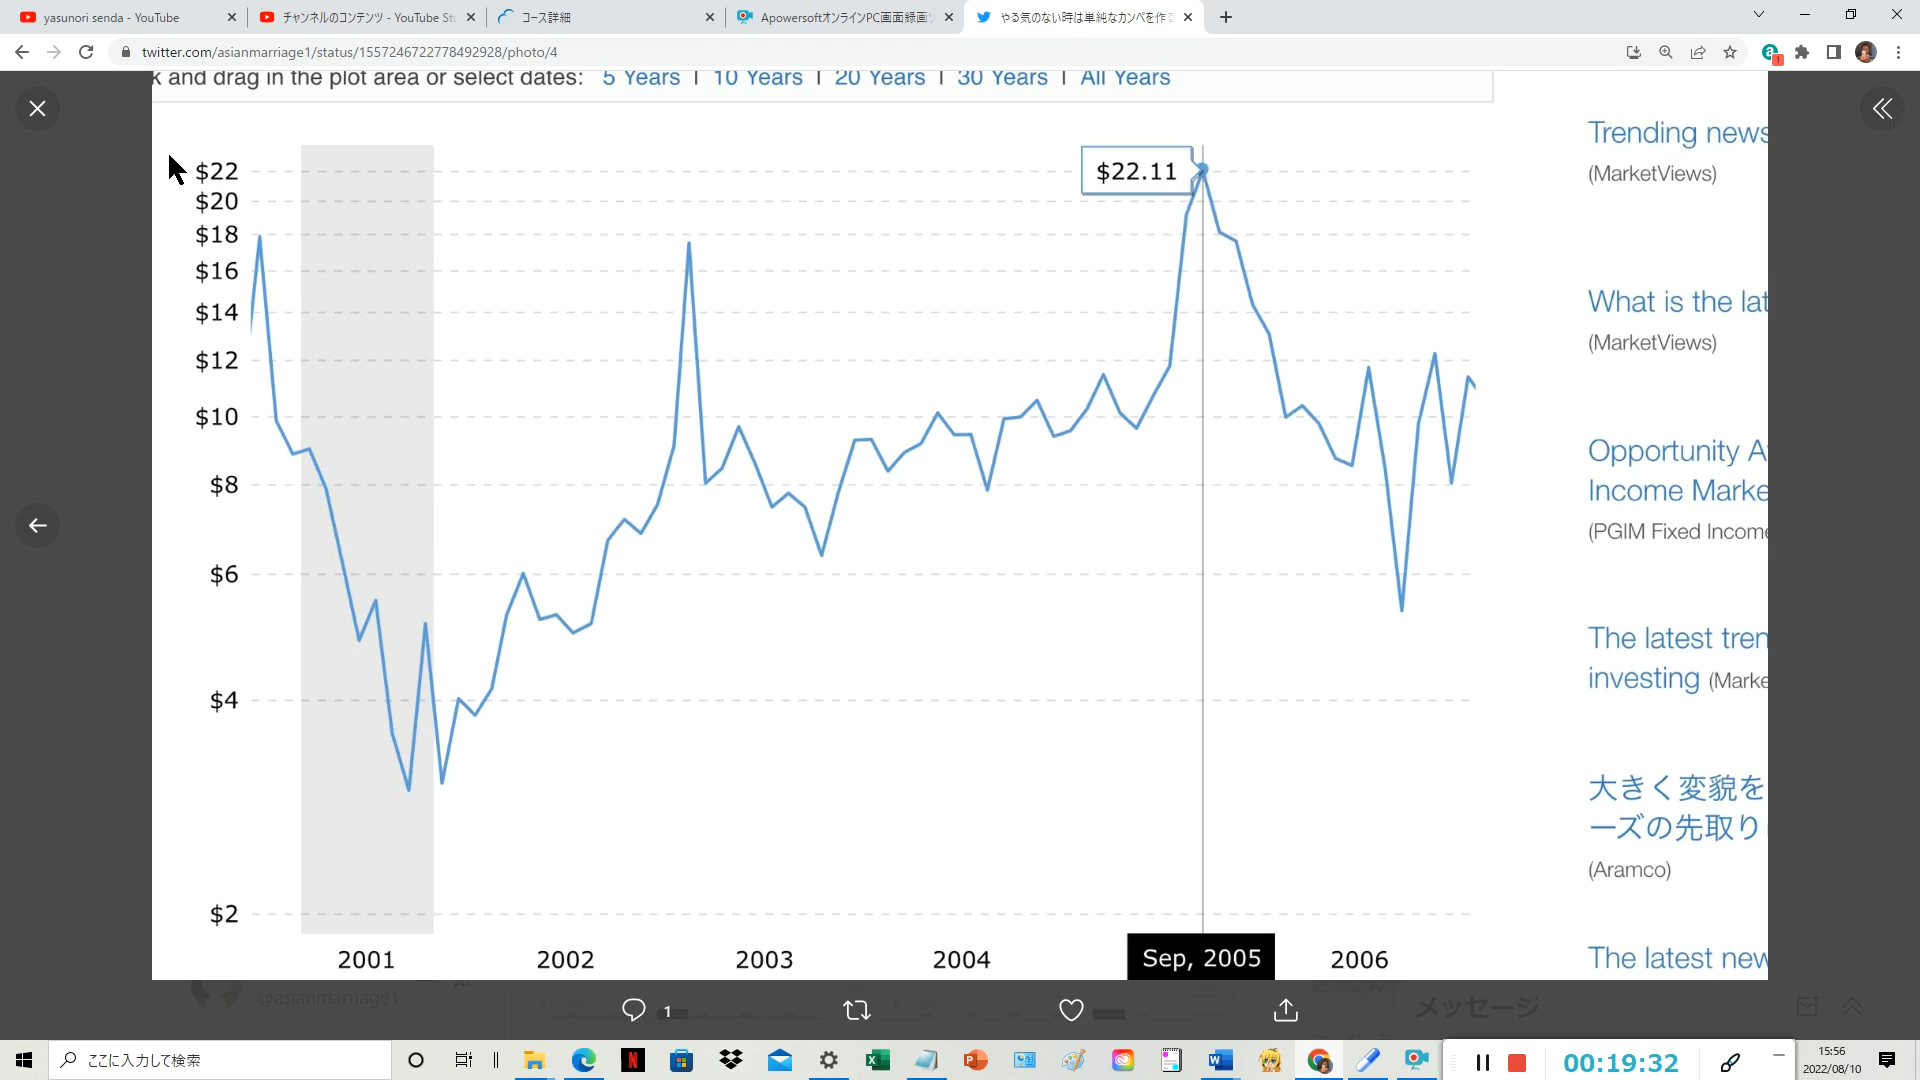 yasunori senda - YouTube
チャンネルのコンテンツ - YouTube St
コース詳細
ApowersoftオンラインPC画面録画
やる気のない時は単純なカンペを作
twitter.com/asianmarriage1/status/1557246722778492928/photo/4
1
k and drag in the plot area or select dates: 5 Years | 10 Years | 20 Years | 30 Years | All Years
$22
$20
$18
$16
$14
$12
$10
$8
$6
$4
$2
$22.11
2001
2002
2003
2004
Sep, 2005
2006
Trending news
(MarketViews)
What is the lat
(MarketViews)
Opportunity A
Income Marke
(PGIM Fixed Income
The latest tren
investing (Marke
大きく変貌を
ーズの先取り
(Aramco)
The latest new
@asianmarriage1
1
メッセージ
ここに入力して検索
00:19:32
15:56
2022/08/10